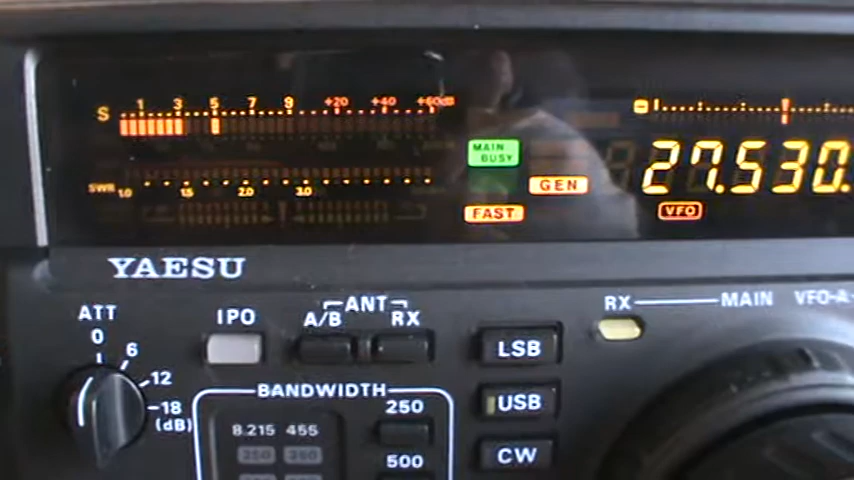 S 1 3 5 7 9 +20 +40 +60dB
MAIN BUSY
27.530.
SWR 1.0 1.5 2.0 3.0
GEN
FAST
VFO
YAESU
ATT
0
6
12
18
(dB)
IPO
ANT
A/B RX
RX MAIN VFO-A
LSB
BANDWIDTH
250
USB
8.215 455
250 250
500
CW